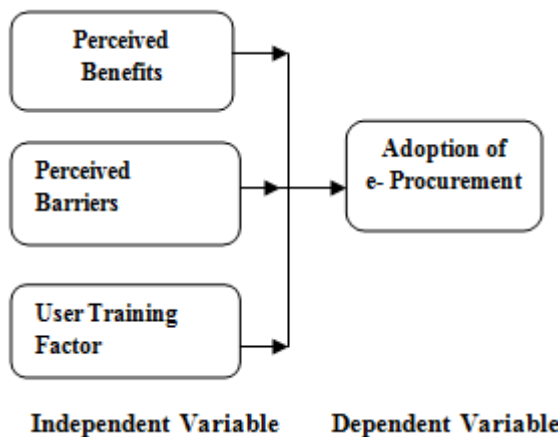 Perceived
Benefits
Perceived
Barriers
Adoption of
e- Procurement
User Training
Factor
Independent Variable
Dependent Variable